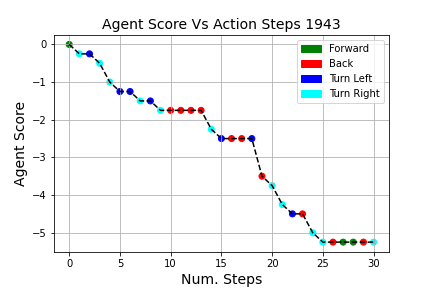 Agent Score Vs Action Steps 1943
Forward
Back
Turn Left
Turn Right
0
−1
−2
−3
−4
−5
Agent Score
0 5 10 15 20 25 30
Num. Steps